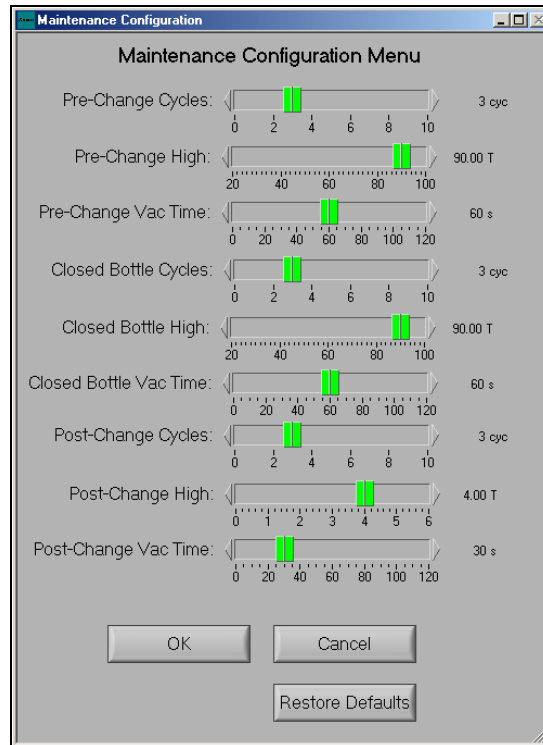 Maintenance Configuration
Maintenance Configuration Menu
Pre-Change Cycles: 3 cyc
0 2 4 6 8 10
Pre-Change High: 90.00 T
20 40 60 80 100
Pre-Change Vac Time: 60 s
0 20 40 60 80 100 120
Closed Bottle Cycles: 3 cyc
0 2 4 6 8 10
Closed Bottle High: 90.00 T
20 40 60 80 100
Closed Bottle Vac Time: 60 s
0 20 40 60 80 100 120
Post-Change Cycles: 3 cyc
0 2 4 6 8 10
Post-Change High: 4.00 T
0 1 2 3 4 5 6
Post-Change Vac Time: 30 s
0 20 40 60 80 100 120
OK Cancel
Restore Defaults